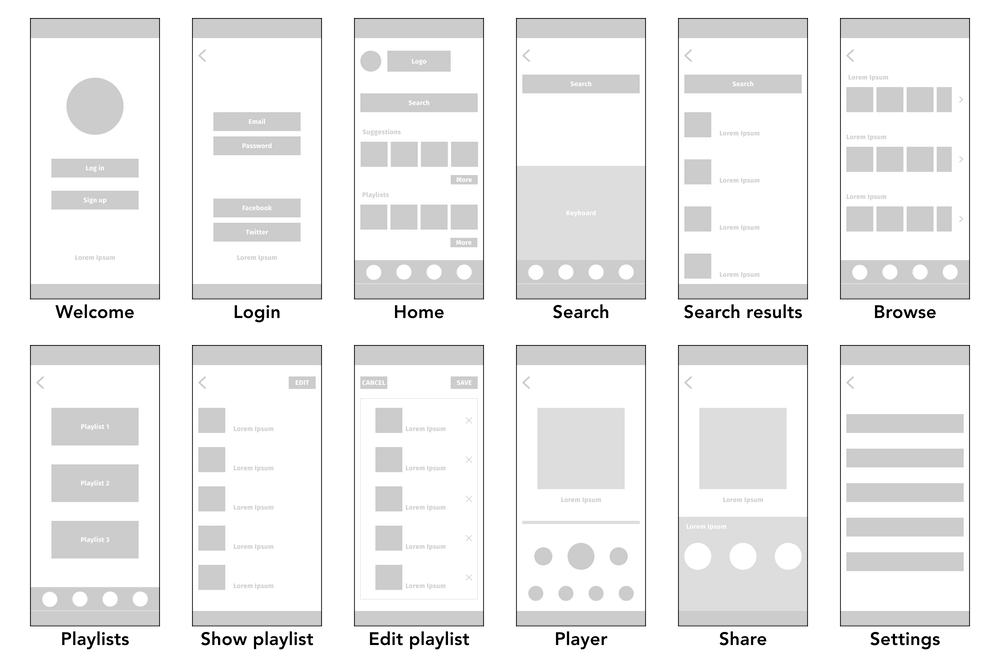 Log in
Sign up
Lorem Ipsum
Welcome
Email
Password
Facebook
Twitter
Lorem Ipsum
Login
Logo
Search
Suggestions
More
Playlists
More
Home
Search
Keyboard
Search
Search
Lorem Ipsum
Lorem Ipsum
Lorem Ipsum
Lorem Ipsum
Search results
Lorem Ipsum
Lorem Ipsum
Lorem Ipsum
Browse
Playlist 1
Playlist 2
Playlist 3
Playlists
EDIT
Lorem Ipsum
Lorem Ipsum
Lorem Ipsum
Lorem Ipsum
Lorem Ipsum
Show playlist
CANCEL SAVE
Lorem Ipsum
Lorem Ipsum
Lorem Ipsum
Lorem Ipsum
Lorem Ipsum
Edit playlist
Lorem Ipsum
Player
Lorem Ipsum
Lorem Ipsum
Share
Settings